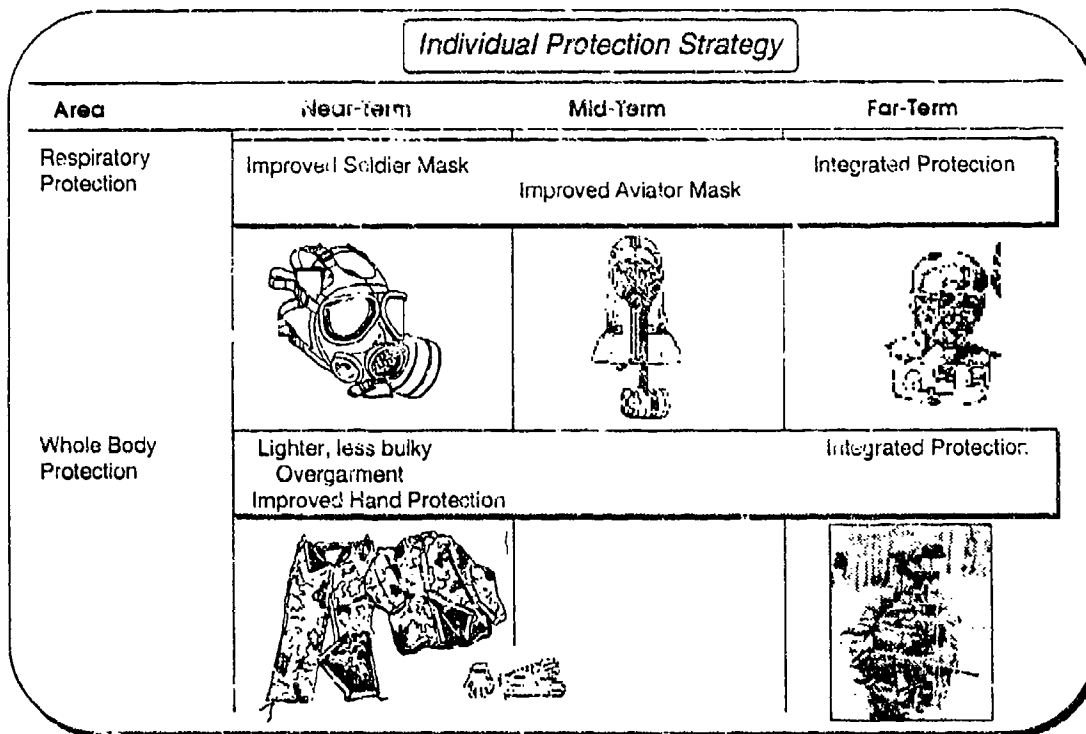 Individual Protection Strategy
Area Near-Term Mid-Term Far-Term
Respiratory
Protection
Improved Soldier Mask
Improved Aviator Mask
Integrated Protection
Whole Body
Protection
Lighter, less bulky
Overgarment
Improved Hand Protection
Integrated Protection